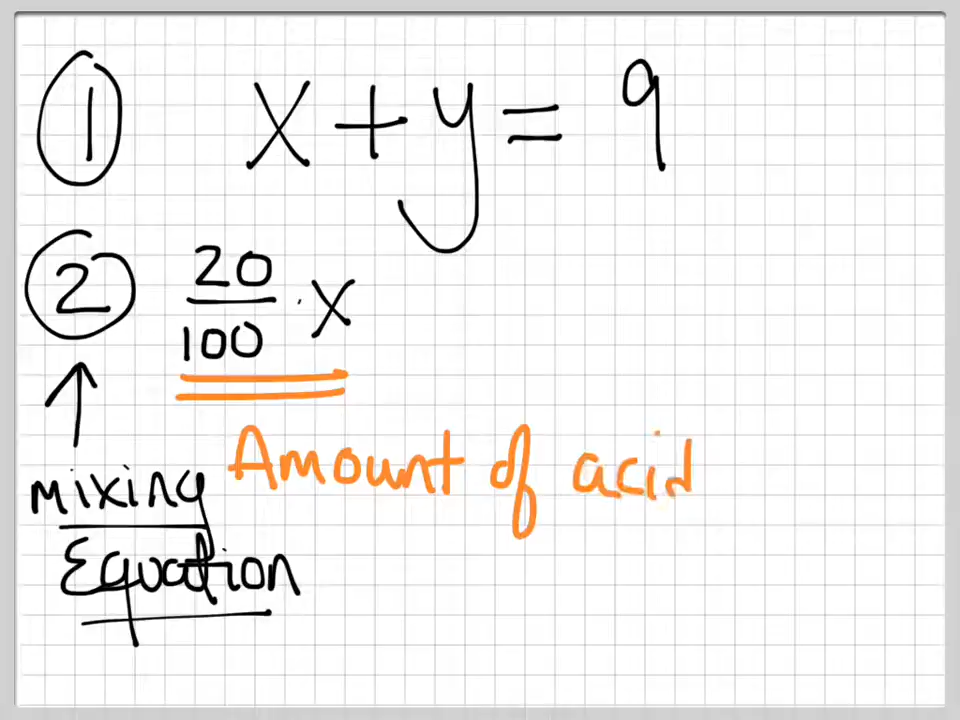 ① x + y = 9
② 20/100 · x
Amount of acid
mixing
Equation